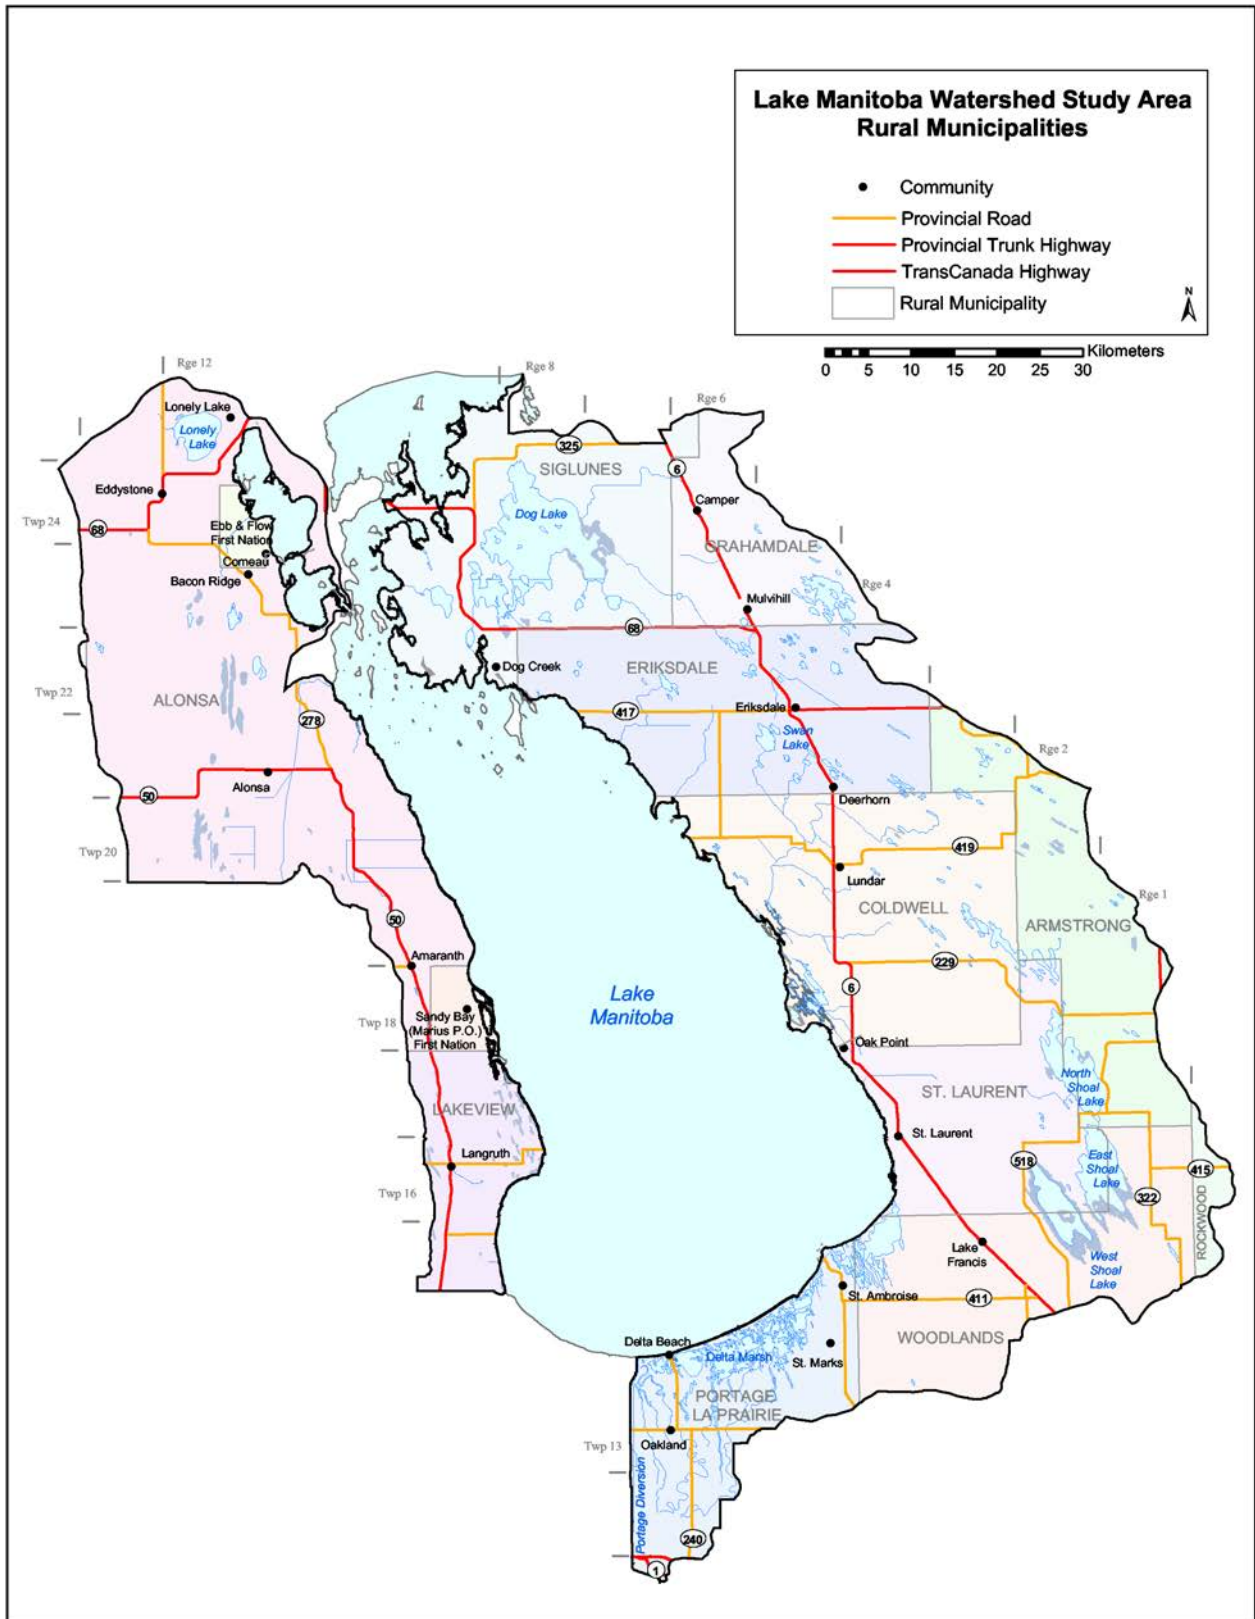 Lake Manitoba Watershed Study Area
Rural Municipalities
Community
Provincial Road
Provincial Trunk Highway
TransCanada Highway
Rural Municipality
N
Kilometers
0 5 10 15 20 25 30
Rge 12
Rge 8
Rge 6
Lonely Lake
Lonely
Lake
325
SIGLUNES
6
Eddystone
Camper
Dog Lake
Twp 24
68
Ebb & Flow
First Nation
GRAHAMDALE
Comeau
Bacon Ridge
Rge 4
Mulvihill
68
Dog Creek
ERIKSDALE
Twp 22
ALONSA
278
417
Eriksdale
Swan
Lake
Rge 2
Alonsa
50
Deerhorn
Twp 20
419
Lundar
Rge 1
COLDWELL
50
ARMSTRONG
Amaranth
229
6
Lake
Manitoba
Sandy Bay
(Marius P.O.)
First Nation
Twp 18
Oak Point
North
Shoal
Lake
ST. LAURENT
LAKEVIEW
St. Laurent
Langruth
518
East
Shoal
Lake
415
Twp 16
322
ROCKWOOD
Lake
Francis
West
Shoal
Lake
St. Ambroise
411
WOODLANDS
Delta Beach
Delta Marsh
St. Marks
PORTAGE
LA PRAIRIE
Twp 13
Oakland
Portage Diversion
240
1